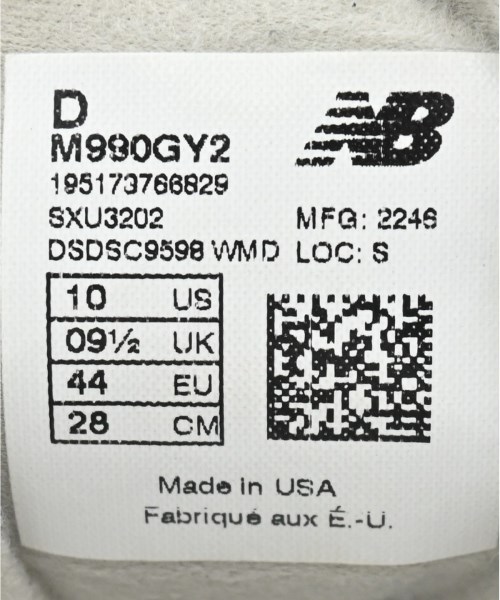 D
M990GY2
195173766829
SXU3202
MFG: 2246
DSDSC9598 WMD LOC: S
10 US
09½ UK
44 EU
28 CM
NB
Made in USA
Fabriqué aux É.-U.